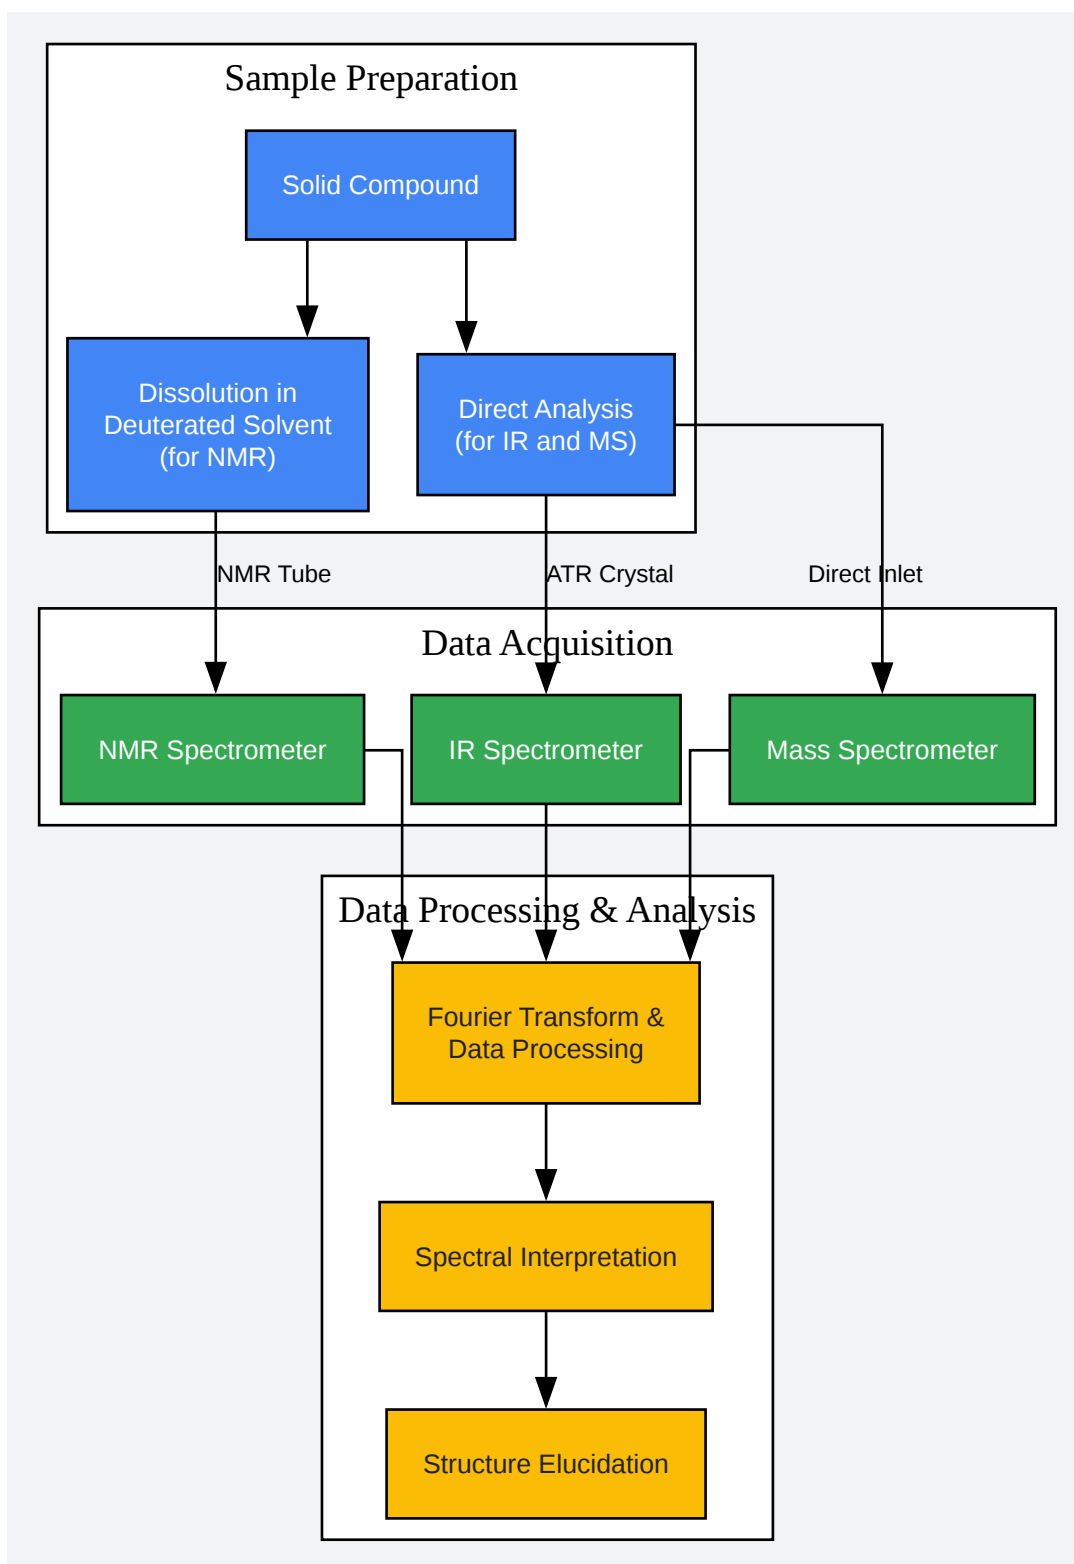 Sample Preparation
Solid Compound
Dissolution in
Deuterated Solvent
(for NMR)
Direct Analysis
(for IR and MS)
NMR Tube
ATR Crystal
Direct Inlet
Data Acquisition
NMR Spectrometer
IR Spectrometer
Mass Spectrometer
Data Processing & Analysis
Fourier Transform &
Data Processing
Spectral Interpretation
Structure Elucidation